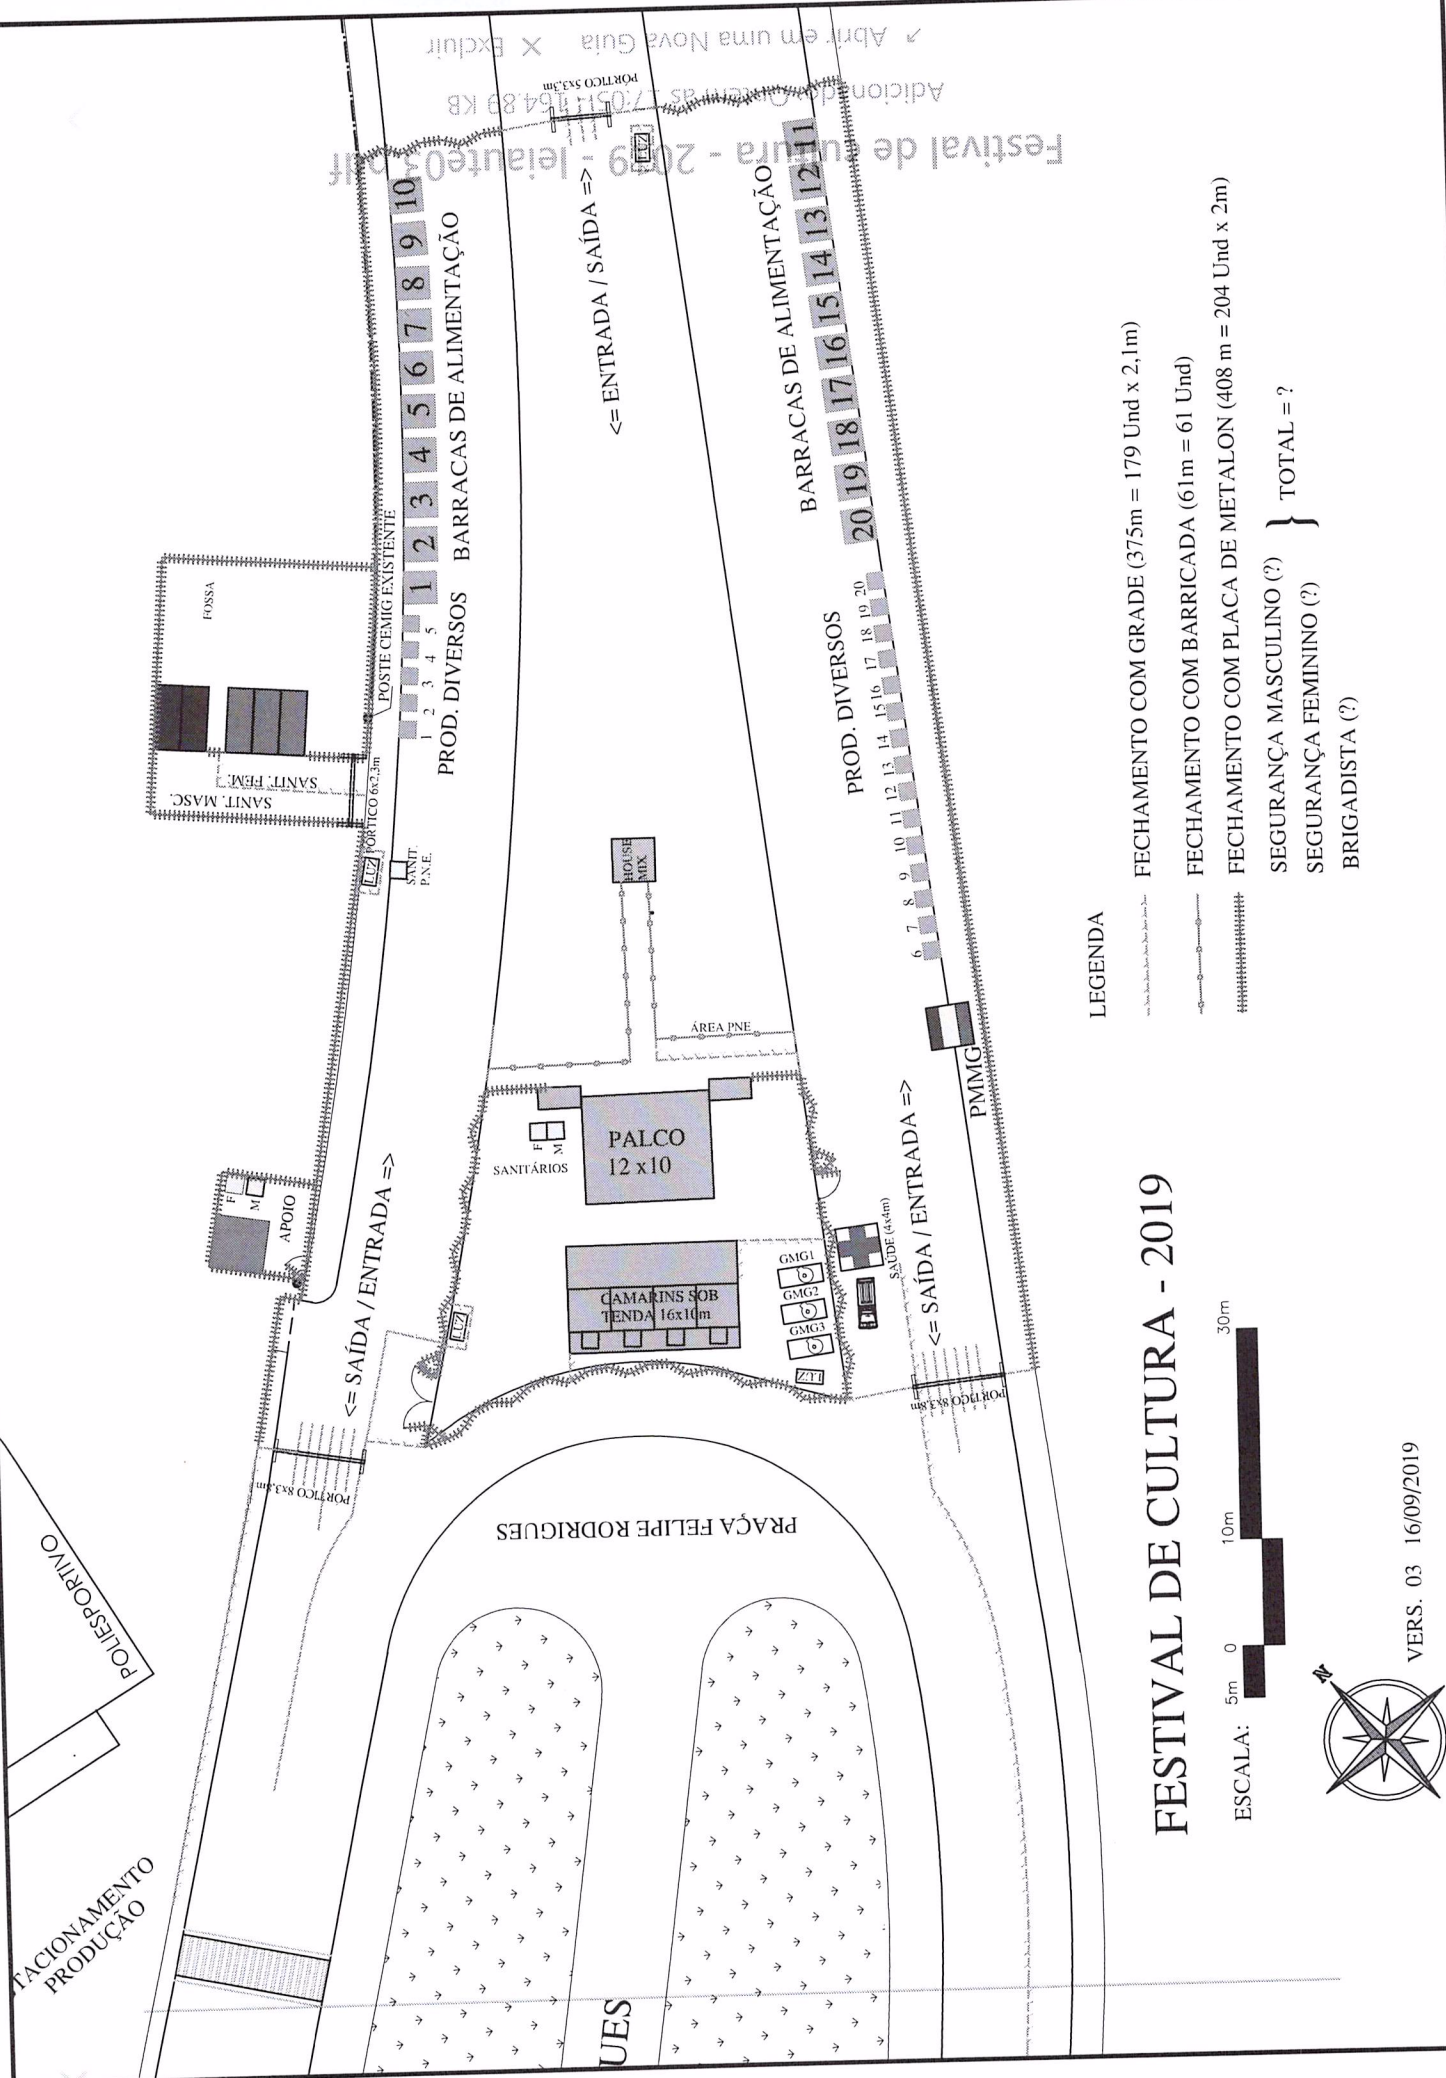 Festival de cultura - 2019 - leiaute03.pdf
Adicionado Ontem às 17:05 - 164.89 KB
↗ Abrir em uma Nova Guia ✕ Excluir
TACIONAMENTO
PRODUÇÃO
POLIESPORTIVO
FOSSA
SANIT. MASC.
SANIT. FEM.
PÓRTICO 6x2,3m
POSTE CEMIG EXISTENTE
LUZ
SANIT.
P.N.E.
1 2 3 4 5
PROD. DIVERSOS
1 2 3 4 5 6 7 8 9 10
BARRACAS DE ALIMENTAÇÃO
PÓRTICO 5x3,3m
LUZ
<= ENTRADA / SAÍDA =>
F
M
APOIO
<= SAÍDA / ENTRADA =>
PÓRTICO 8x3,8m
LUZ
F
M
SANITÁRIOS
PALCO
12 x10
CAMARINS SOB
TENDA 16x10m
HOUSE
MIX
ÁREA PNE
GMG1
GMG2
GMG3
LUZ
SAÚDE (4x4m)
<= SAÍDA / ENTRADA =>
PÓRTICO 8x3,8m
PMMG
6 7 8 9 10 11 12 13 14 15 16 17 18 19 20
PROD. DIVERSOS
20 19 18 17 16 15 14 13 12 11
BARRACAS DE ALIMENTAÇÃO
PRAÇA FELIPE RODRIGUES
UES
LEGENDA
FECHAMENTO COM GRADE (375m = 179 Und x 2,1m)
FECHAMENTO COM BARRICADA (61m = 61 Und)
FECHAMENTO COM PLACA DE METALON (408 m = 204 Und x 2m)
SEGURANÇA MASCULINO (?)
SEGURANÇA FEMININO (?)
} TOTAL = ?
BRIGADISTA (?)
FESTIVAL DE CULTURA - 2019
ESCALA:
5m 0 10m 30m
N
VERS. 03 16/09/2019